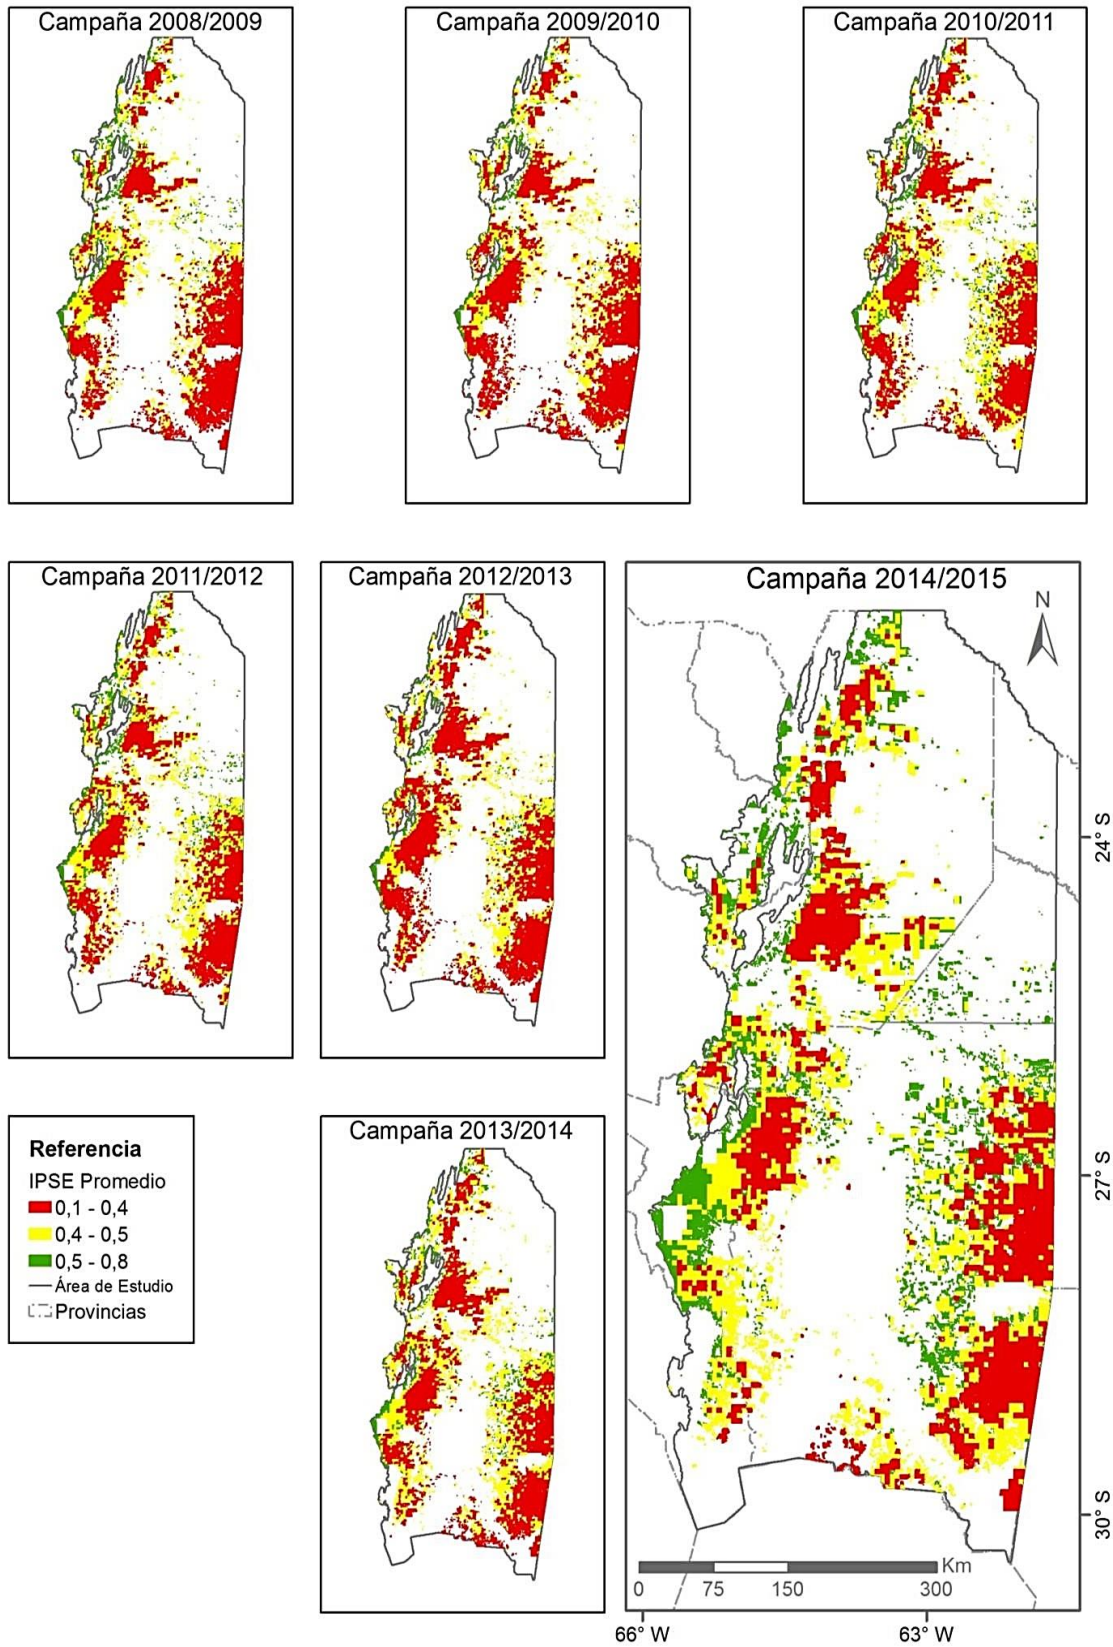 Campaña 2008/2009
Campaña 2009/2010
Campaña 2010/2011
Campaña 2011/2012
Campaña 2012/2013
Campaña 2014/2015
N
24° S
27° S
30° S
Km
0 75 150 300
66° W 63° W
Referencia
IPSE Promedio
0,1 - 0,4
0,4 - 0,5
0,5 - 0,8
Área de Estudio
Provincias
Campaña 2013/2014